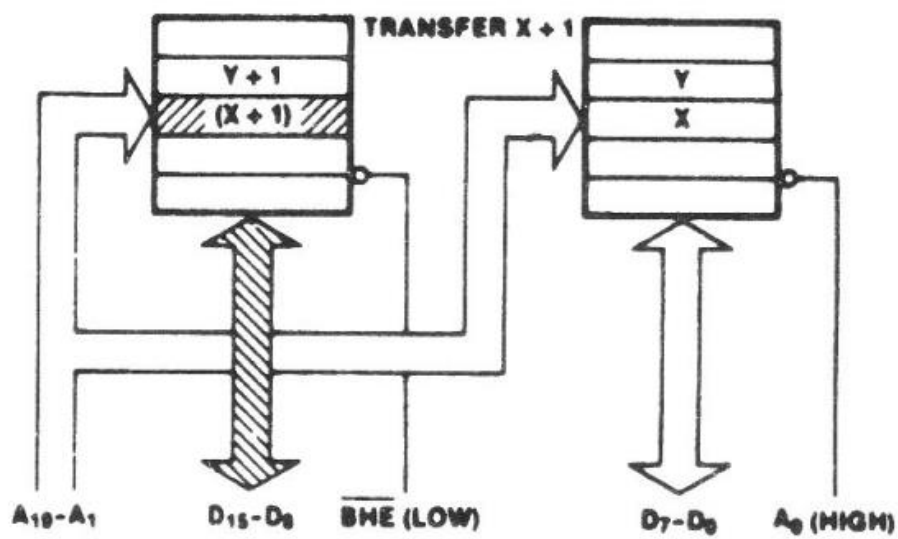 TRANSFER X + 1
Y + 1
(X + 1)
Y
X
A19-A1
D15-D8
BHE (LOW)
D7-D0
A0 (HIGH)